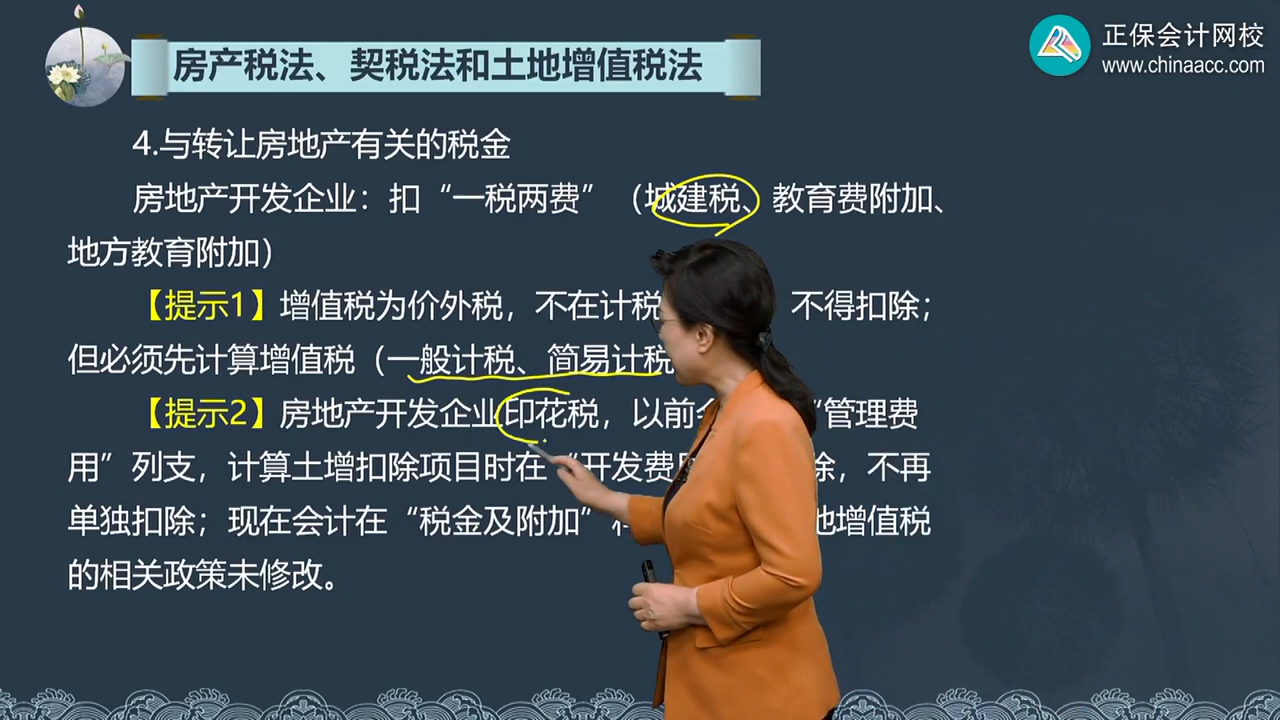 房产税法、契税法和土地增值税法
正保会计网校
www.chinaacc.com
4.与转让房地产有关的税金
房地产开发企业：扣“一税两费”（城建税、教育费附加、
地方教育附加）
【提示1】增值税为价外税，不在计税 不得扣除；
但必须先计算增值税（一般计税、简易计税
【提示2】房地产开发企业印花税，以前 “管理费
用”列支，计算土增扣除项目时在“开发费 除，不再
单独扣除；现在会计在“税金及附加” 地增值税
的相关政策未修改。